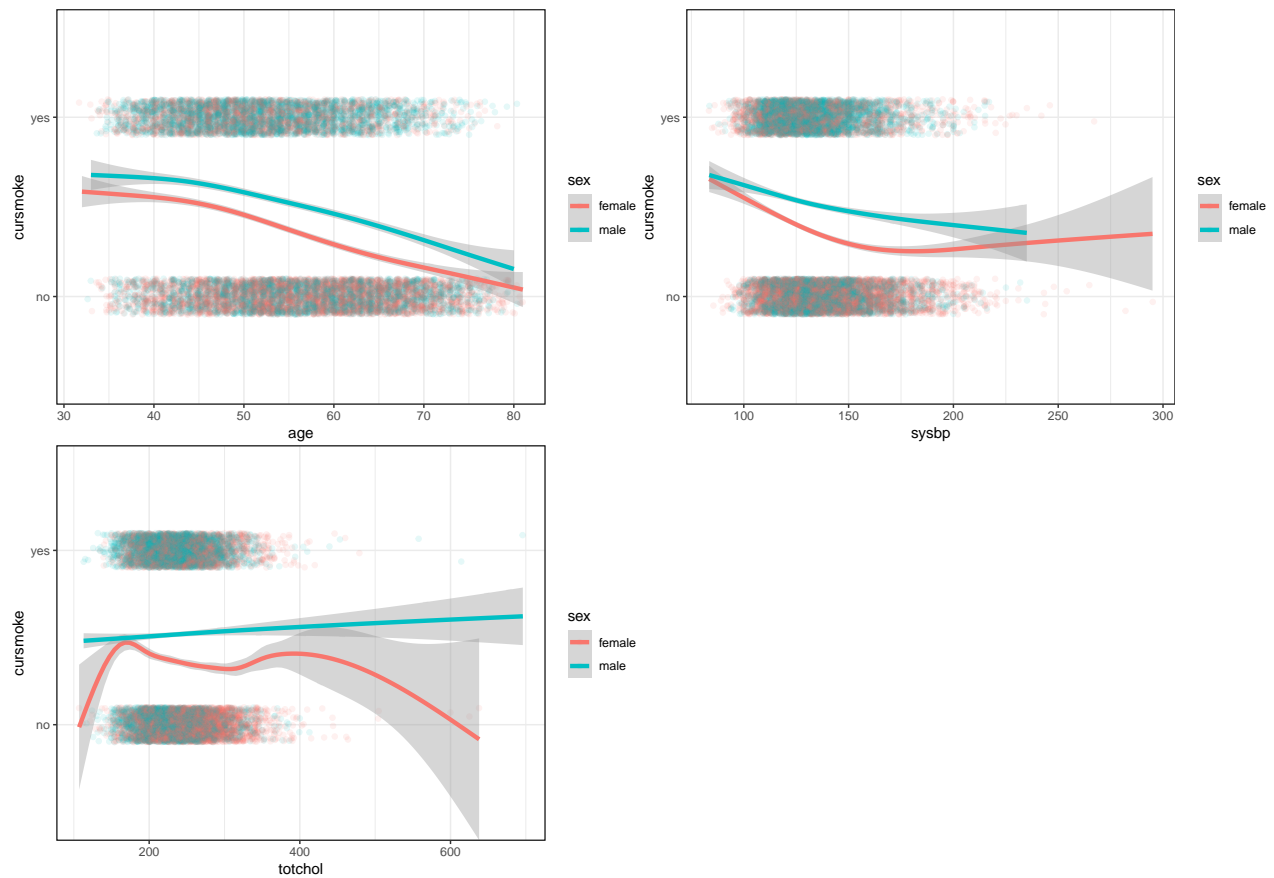 yes
no
cursmoke
30 40 50 60 70 80
age
sex
female
male
yes
no
cursmoke
100 150 200 250 300
sysbp
sex
female
male
yes
no
cursmoke
200 400 600
totchol
sex
female
male